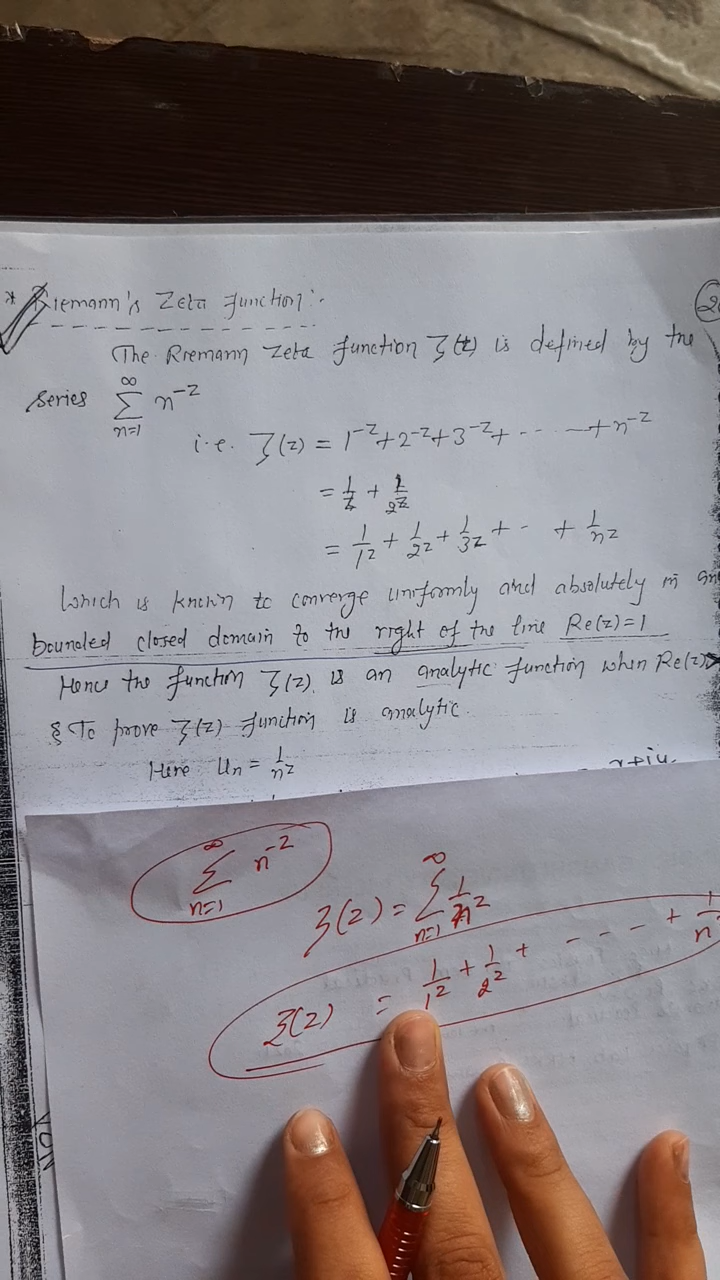 * Riemann's Zeta function:-
The Riemann Zeta function ζ(z) is defined by the
series ∑_{n=1}^{∞} n^{-z}
i.e. ζ(z) = 1^{-z} + 2^{-z} + 3^{-z} + - - - - + n^{-z}
= 1/z + 1/2^z
= 1/1^z + 1/2^z + 1/3^z + - - + 1/n^z
Which is known to converge uniformly and absolutely in
bounded closed domain to the right of the line Re(z)=1
Hence the function ζ(z) is an analytic function when Re(z)>
§ To prove ζ(z) function is analytic.
Here Un = 1/n^z
∑_{n=1}^{∞} n^{-z}
ζ(z) = ∑_{n=1}^{∞} 1/n^z
ζ(z) = 1/1^z + 1/2^z + - - - - + 1/n